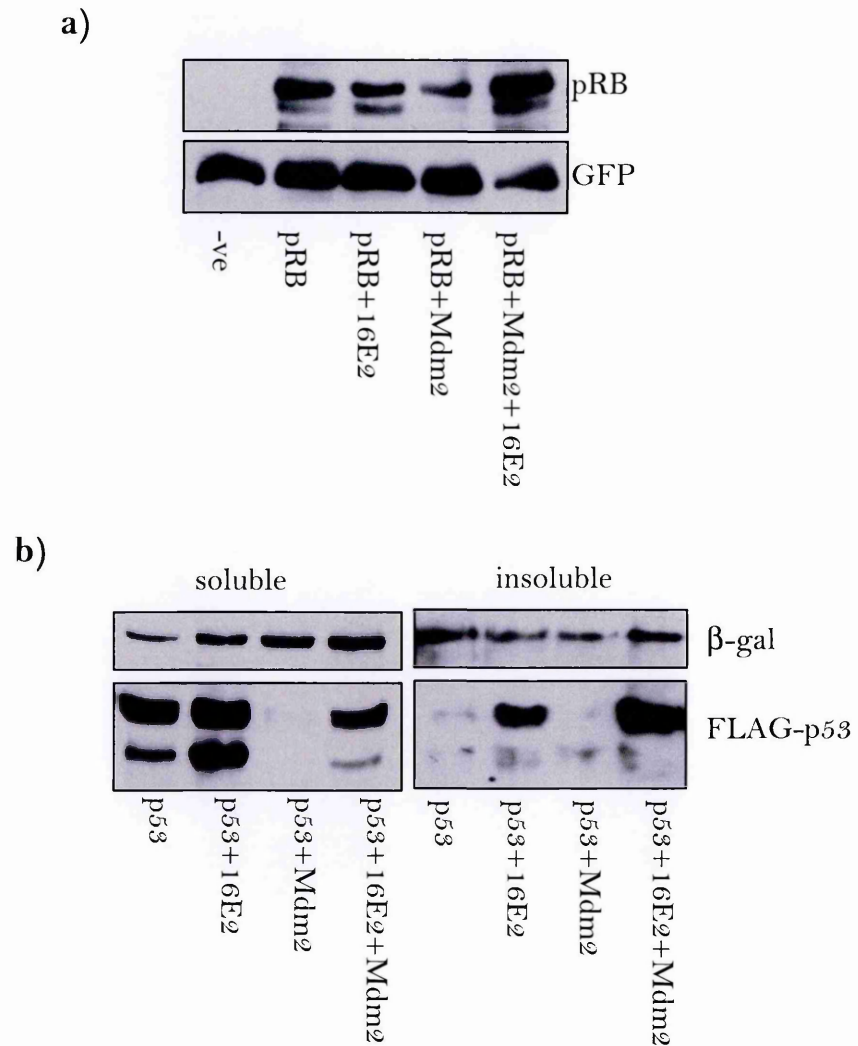 a)
pRB
GFP
-ve
pRB
pRB+16E2
pRB+Mdm2
pRB+Mdm2+16E2
b)
soluble
insoluble
β-gal
FLAG-p53
p53
p53+16E2
p53+Mdm2
p53+16E2+Mdm2
p53
p53+16E2
p53+Mdm2
p53+16E2+Mdm2